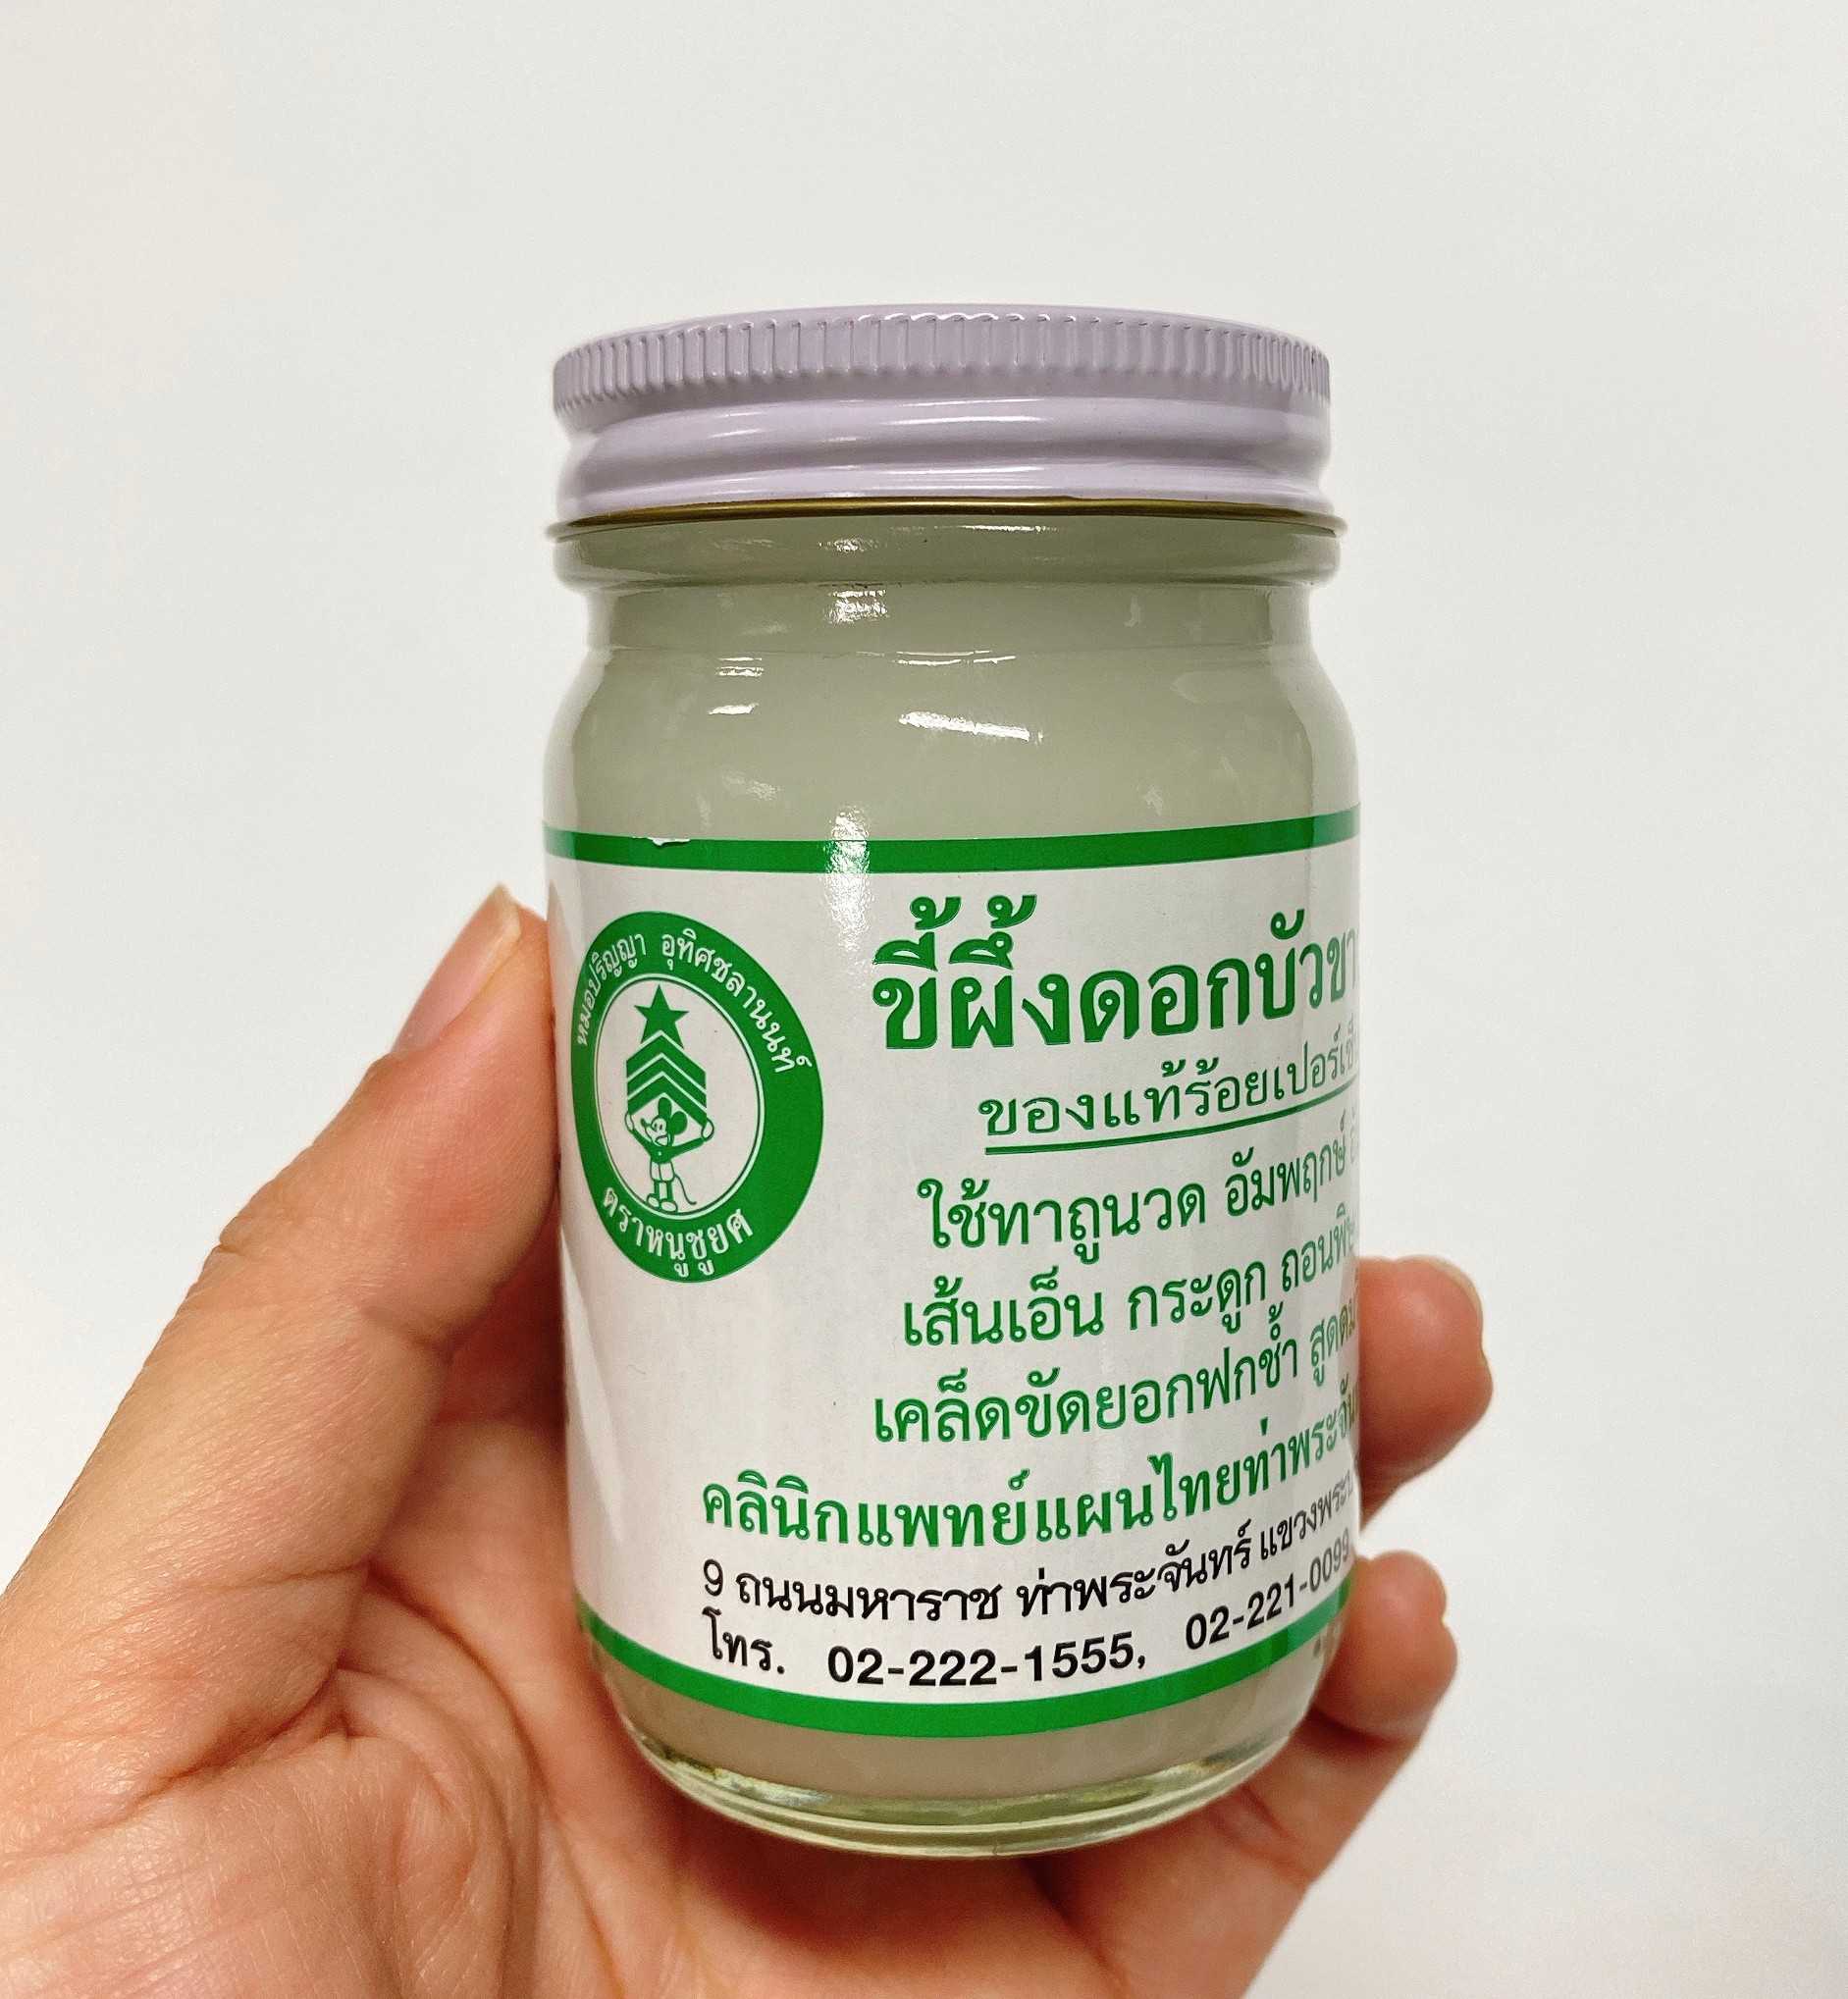 หมอปริญญา อุทิศชลานนท์
ตราหนูชูยศ
ขี้ผึ้งดอกบัวขา
ของแท้ร้อยเปอร์เซ็
ใช้ทาถูนวด อัมพฤกษ์
เส้นเอ็น กระดูก ถอนพิษ
เคล็ดขัดยอกฟกช้ำ สูดดม
คลินิกแพทย์แผนไทยท่าพระจัน
9 ถนนมหาราช ท่าพระจันทร์ แขวงพระบ
โทร. 02-222-1555, 02-221-0099